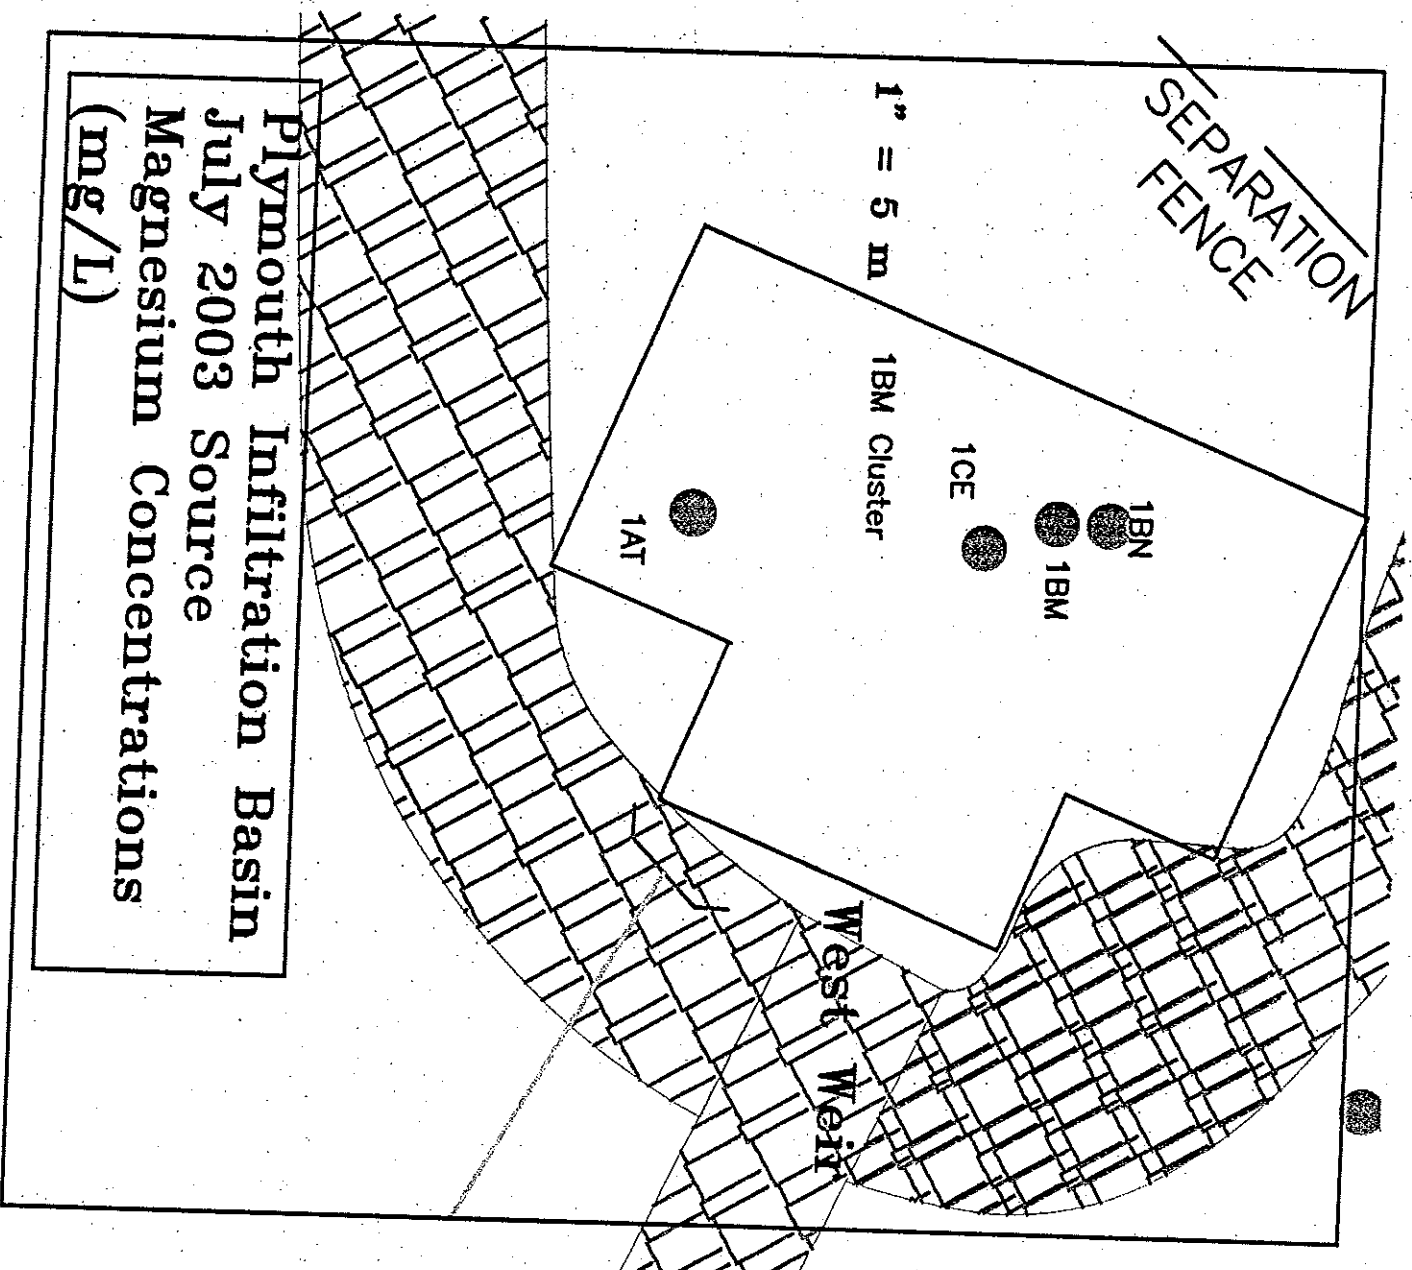 SEPARATION
FENCE
1" = 5 m
1BN
1BM
1CE
1BM Cluster
1AT
West Weir
Plymouth Infiltration Basin
July 2003 Source
Magnesium Concentrations
(mg/L)